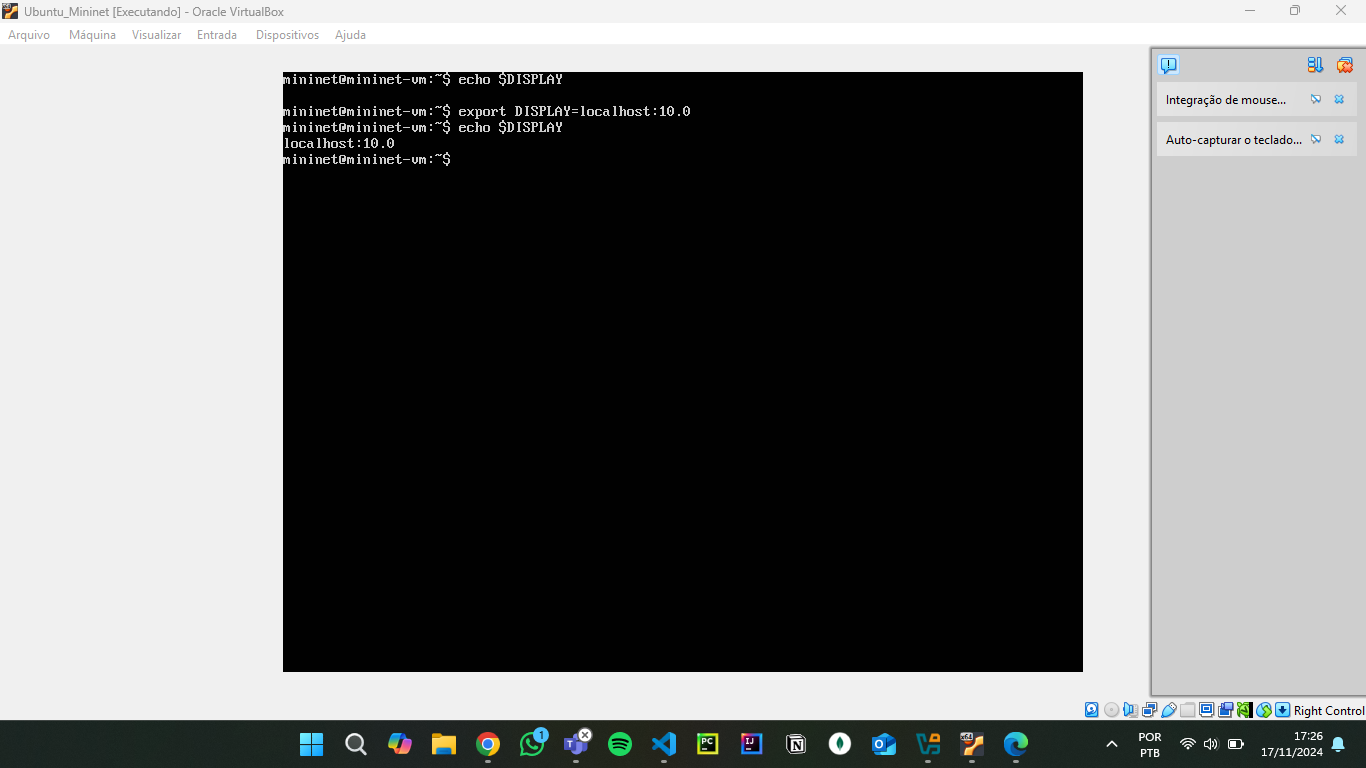 Ubuntu_Mininet [Executando] - Oracle VirtualBox
Arquivo Máquina Visualizar Entrada Dispositivos Ajuda
mininet@mininet-vm:~$ echo $DISPLAY
mininet@mininet-vm:~$ export DISPLAY=localhost:10.0
mininet@mininet-vm:~$ echo $DISPLAY
localhost:10.0
mininet@mininet-vm:~$
Integração de mouse...
Auto-capturar o teclado...
Right Control
1
PC
IJ
POR
PTB
17:26
17/11/2024